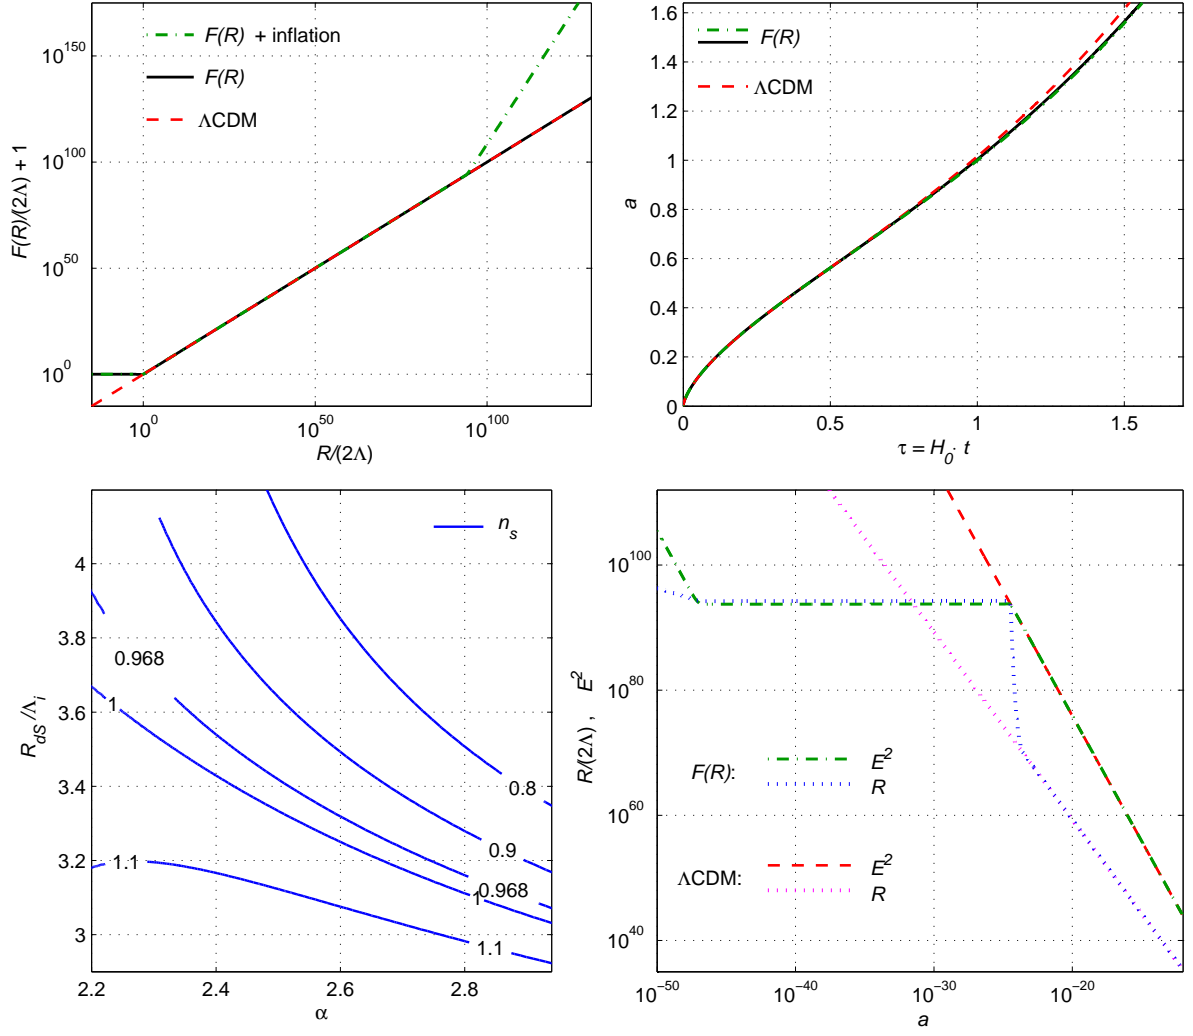 F(R)/(2Λ) + 1
10^150
10^100
10^50
10^0
F(R) + inflation
F(R)
ΛCDM
10^0
10^50
10^100
R/(2Λ)
a
1.6
1.4
1.2
1
0.8
0.6
0.4
0.2
0
F(R)
ΛCDM
0
0.5
1
1.5
τ = H_0· t
R_dS/Λ_i
4
3.8
3.6
3.4
3.2
3
n_s
0.968
1
1.1
0.8
0.9
0.968
1
1.1
2.2
2.4
2.6
2.8
α
R/(2Λ) , E^2
10^100
10^80
10^60
10^40
F(R):
E^2
R
ΛCDM:
E^2
R
10^−50
10^−40
10^−30
10^−20
a